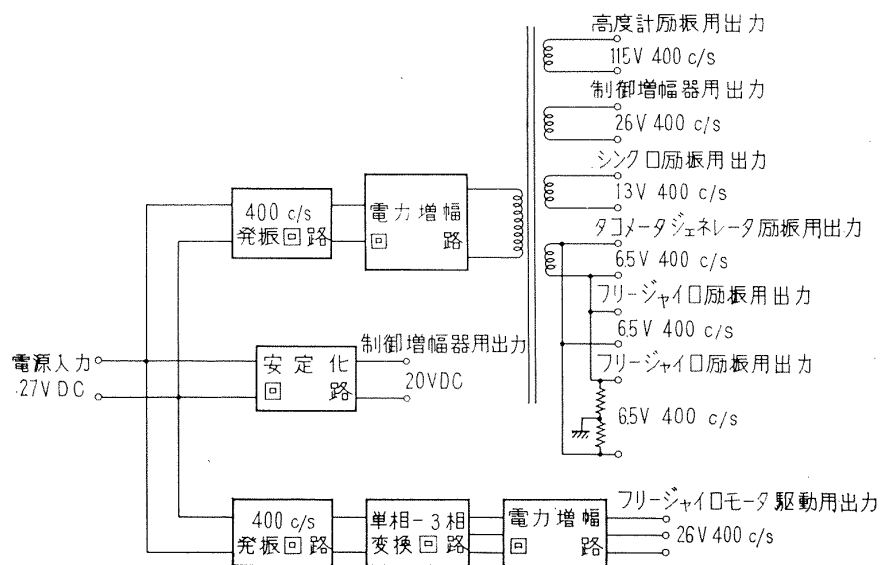 高度計励振用出力
115V 400 c/s
制御増幅器用出力
26V 400 c/s
シンクロ励振用出力
13V 400 c/s
タコメータジェネレータ励振用出力
6.5V 400 c/s
フリージャイロ励振用出力
6.5V 400 c/s
フリージャイロ励振用出力
6.5V 400 c/s
400 c/s
発振回路
電力増幅
回路
電源入力
27V DC
安定化
回路
制御増幅器用出力
20VDC
400 c/s
発振回路
単相-3相
変換回路
電力増幅
回路
フリージャイロモータ駆動用出力
26V 400 c/s